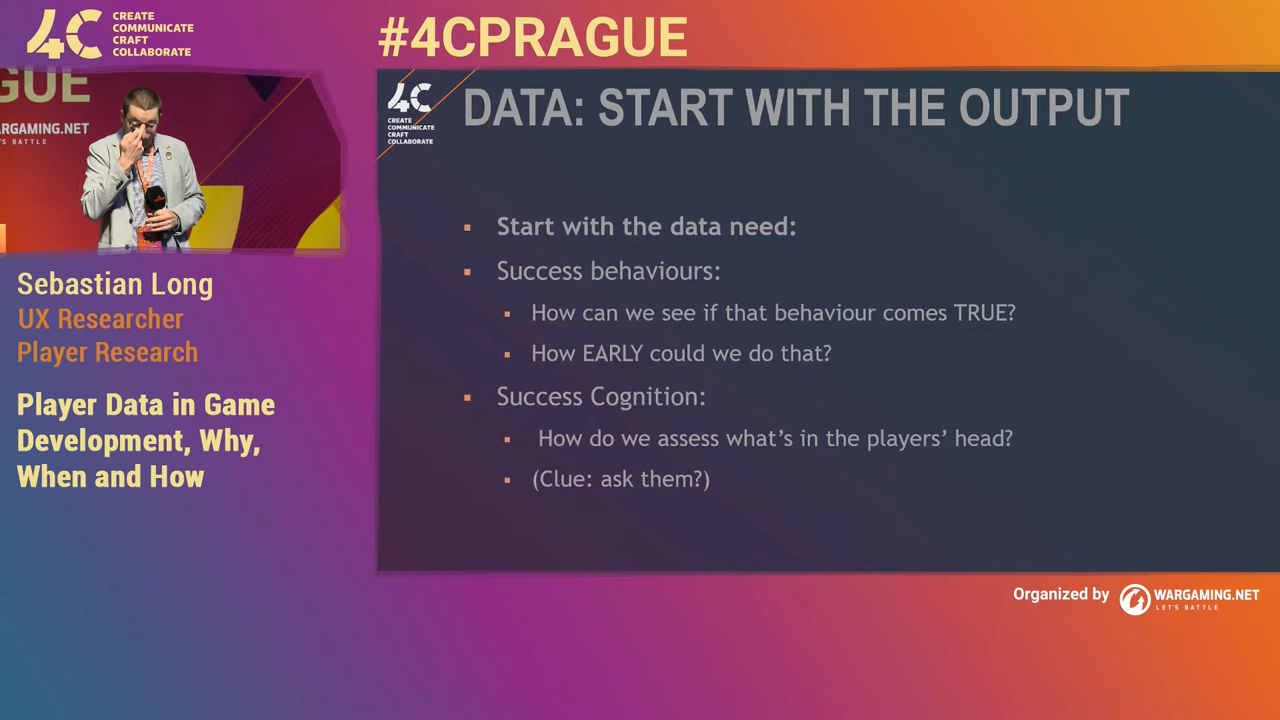 4C
CREATE
COMMUNICATE
CRAFT
COLLABORATE
#4CPRAGUE
GUE
WARGAMING.NET
'S BATTLE
Sebastian Long
UX Researcher
Player Research
Player Data in Game
Development, Why,
When and How
4C
CREATE
COMMUNICATE
CRAFT
COLLABORATE
DATA: START WITH THE OUTPUT
▪ Start with the data need:
▪ Success behaviours:
▪ How can we see if that behaviour comes TRUE?
▪ How EARLY could we do that?
▪ Success Cognition:
▪ How do we assess what's in the players' head?
▪ (Clue: ask them?)
Organized by
WARGAMING.NET
LET'S BATTLE